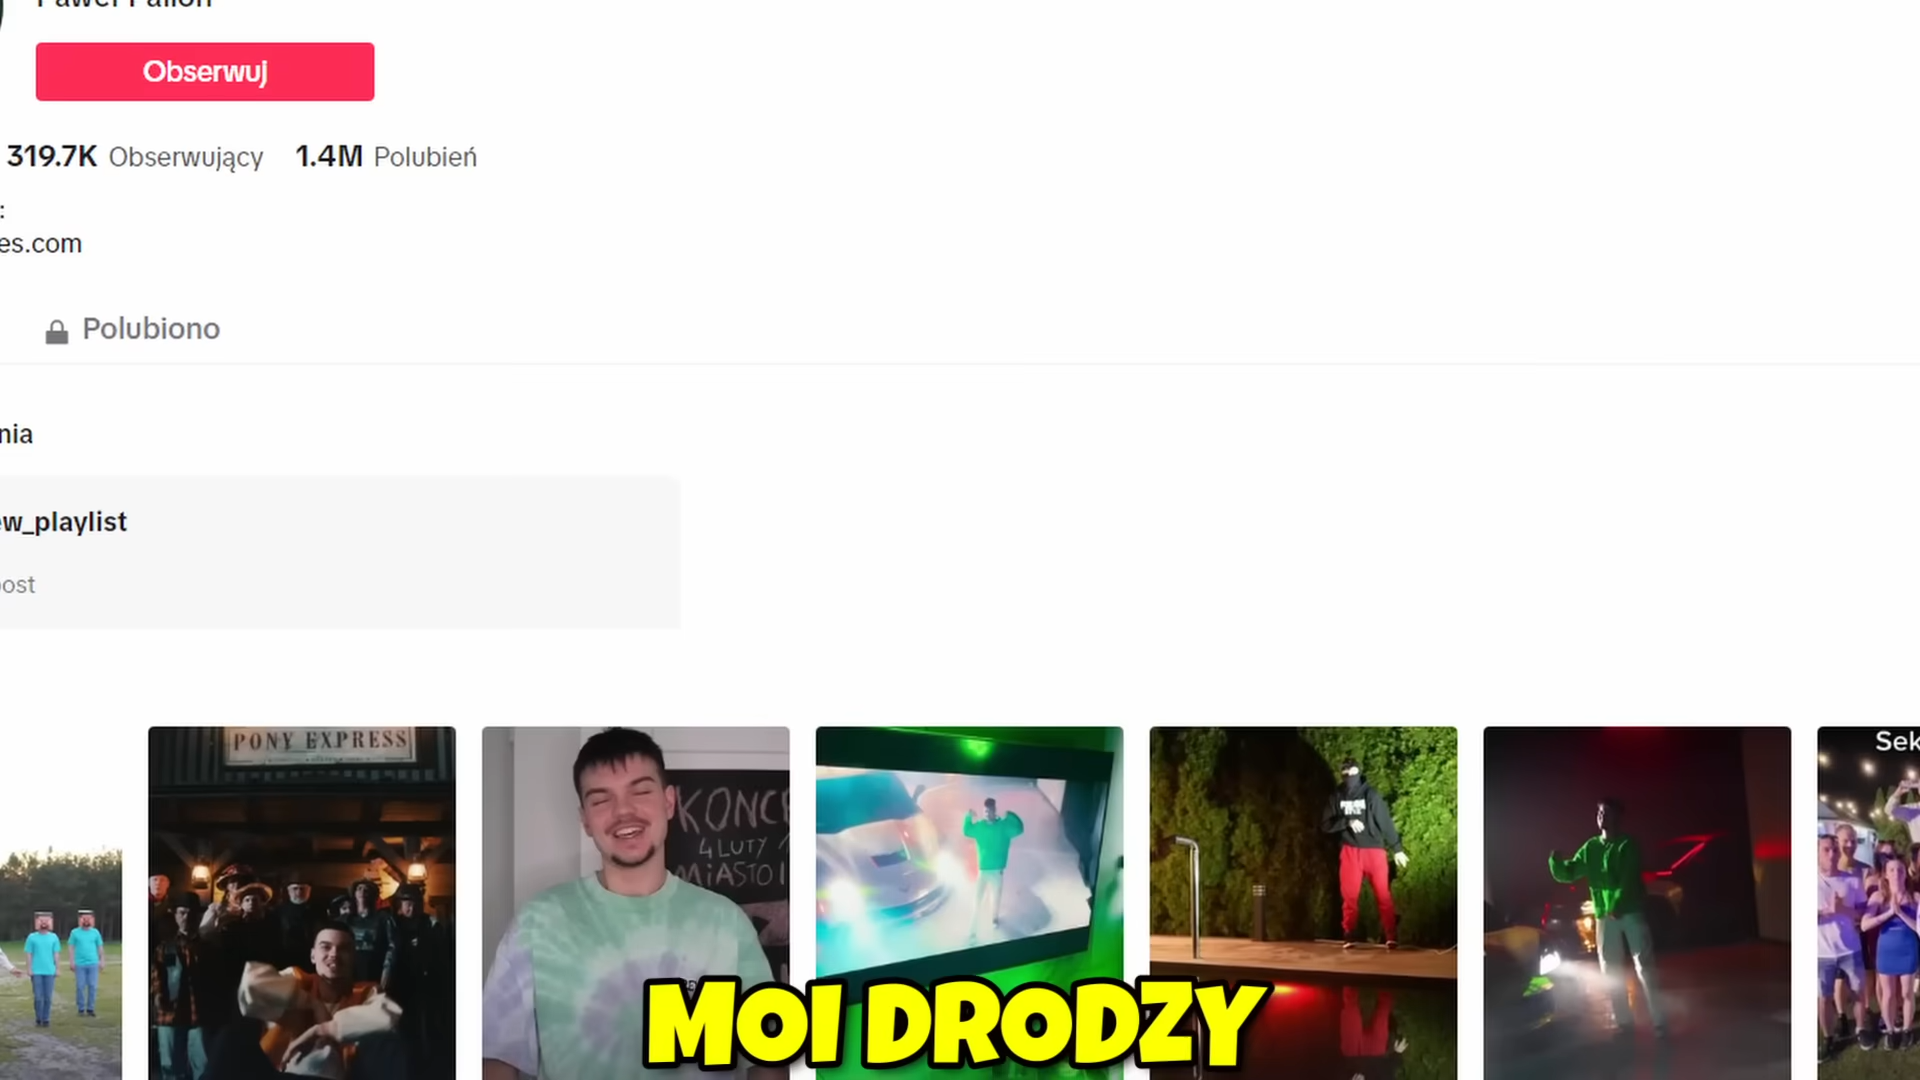 Obserwuj
319.7K Obserwujący 1.4M Polubień
:
es.com
Polubiono
nia
w_playlist
ost
PONY EXPRESS
KONCE
4 LUTY
MIASTO
Sek
MOI DRODZY